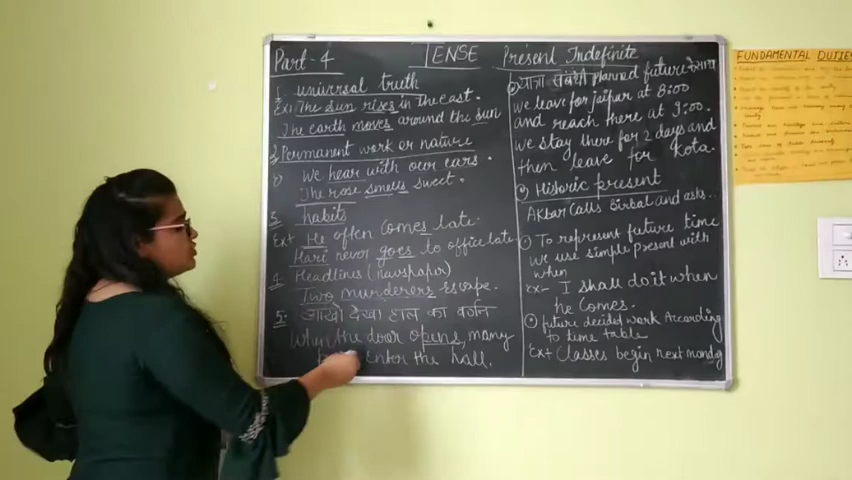 Part-4
TENSE Present Indefinite
1. universal truth
Ex: The sun rises in the east.
The earth moves around the sun
2. Permanent work or nature
We hear with our ears.
The rose smells sweet.
3. habits
Ex: He often comes late.
Hari never goes to office late.
4. Headlines (newspaper)
Two murderers escape.
5. आखो देखा हाल का वर्णन
When the door opens, many
Enter the hall.
यात्रा संबंधी planned future
we leave for jaipur at 8:00
and reach there at 9:00.
we stay there for 2 days and
then leave for Kota.
Historic present
Akbar Calls Birbal and asks..
To represent future time
we use simple present with
when
Ex- I shall do it when
he Comes.
future decided work According
to time table
Ext Classes begin next monday
FUNDAMENTAL DUTIES